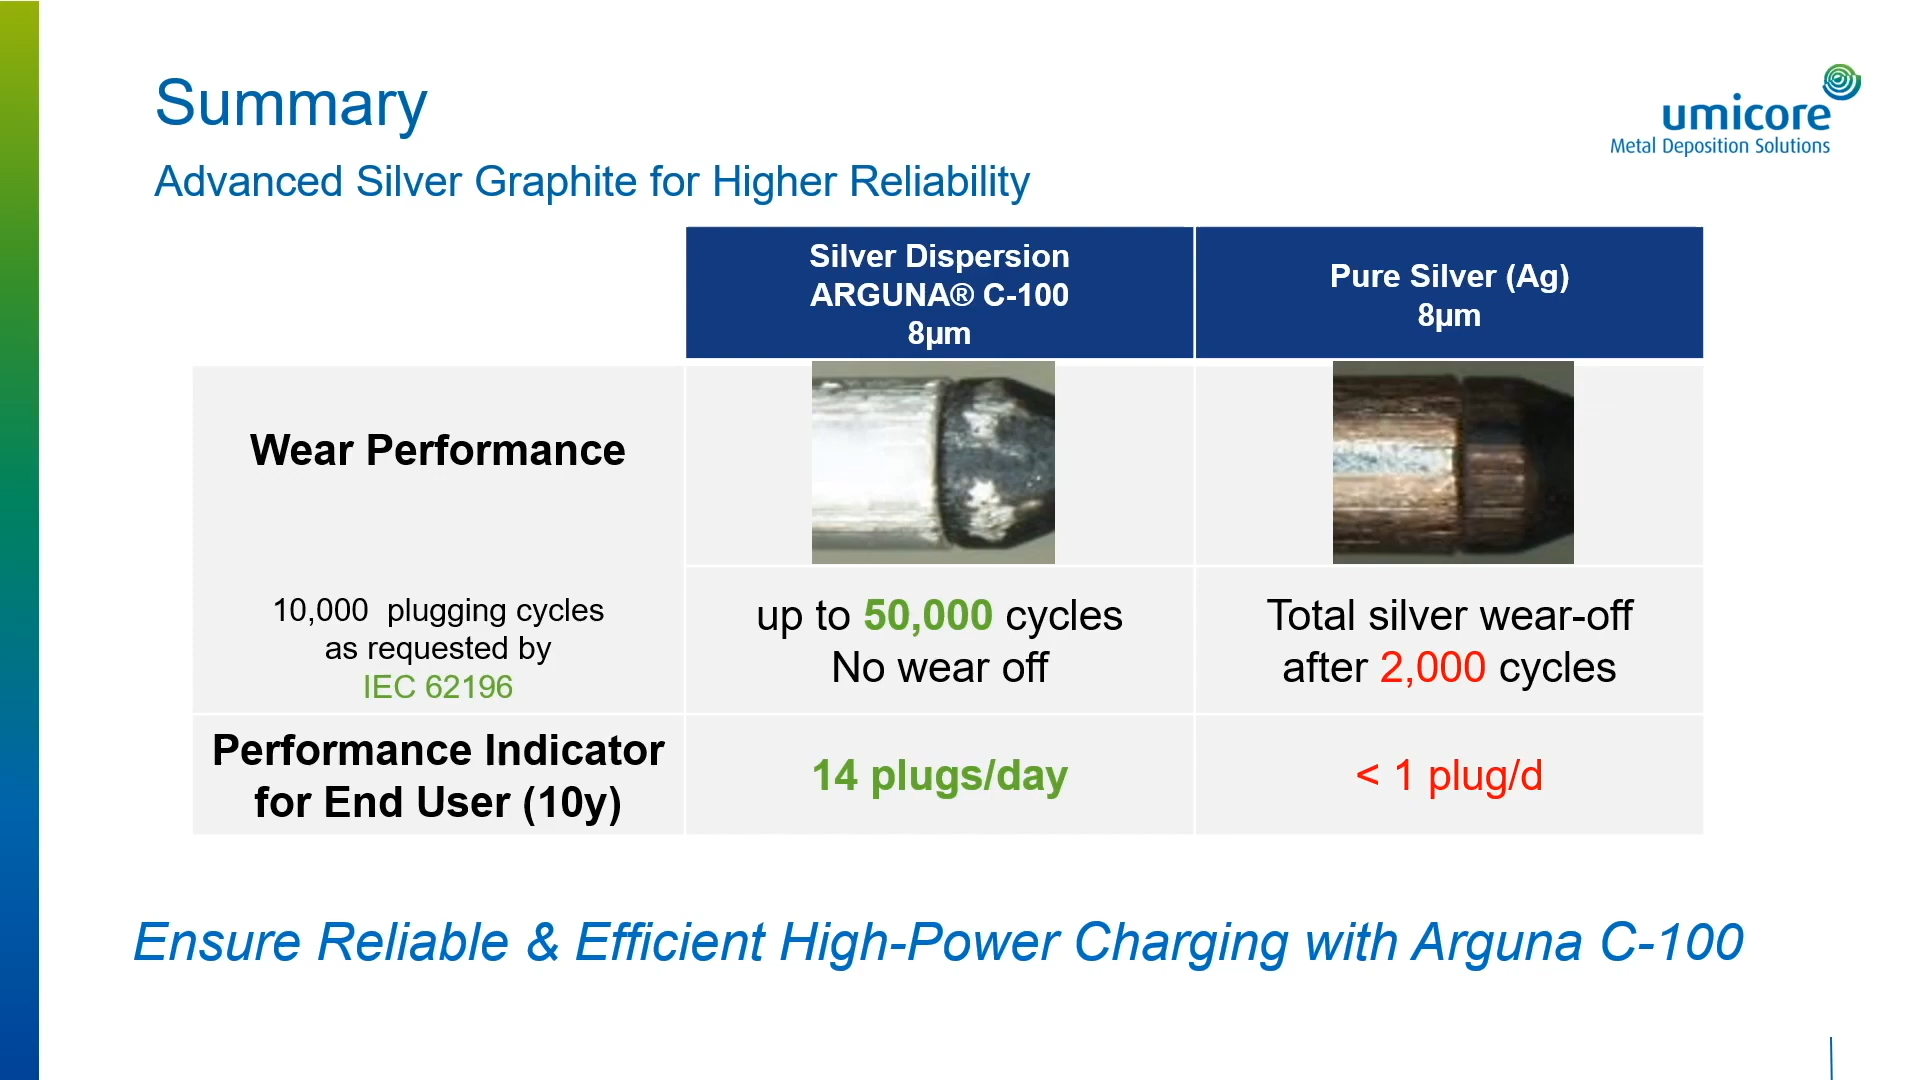 Summary
umicore
Metal Deposition Solutions
Advanced Silver Graphite for Higher Reliability
Silver Dispersion
ARGUNA® C-100
8µm
Pure Silver (Ag)
8µm
Wear Performance
10,000 plugging cycles
as requested by
IEC 62196
up to 50,000 cycles
No wear off
Total silver wear-off
after 2,000 cycles
Performance Indicator
for End User (10y)
14 plugs/day
< 1 plug/d
Ensure Reliable & Efficient High-Power Charging with Arguna C-100